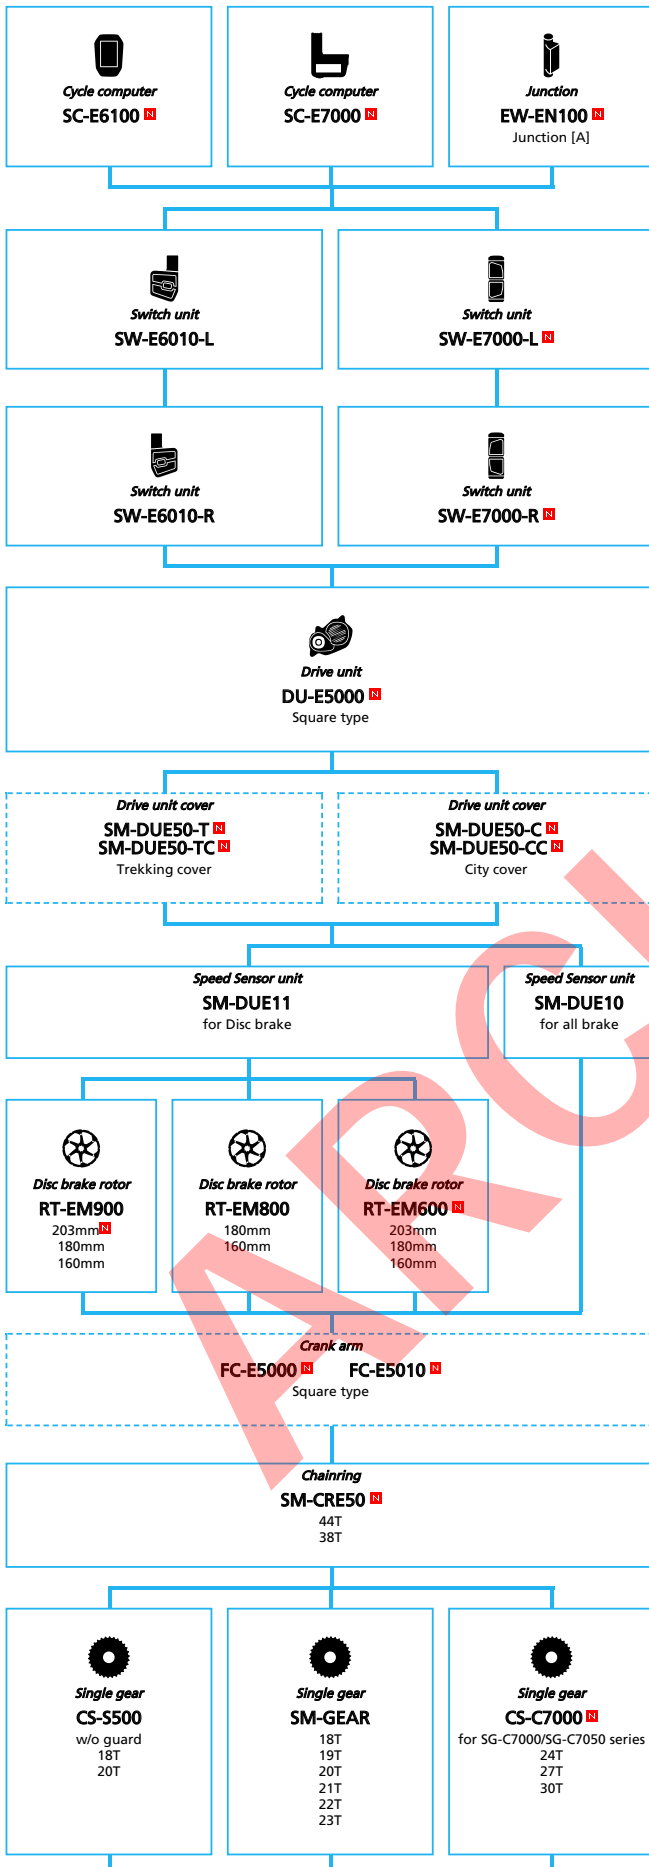 Cycle computer
SC-E6100 N
Cycle computer
SC-E7000 N
Junction
EW-EN100 N
Junction [A]
Switch unit
SW-E6010-L
Switch unit
SW-E7000-L N
Switch unit
SW-E6010-R
Switch unit
SW-E7000-R N
Drive unit
DU-E5000 N
Square type
Drive unit cover
SM-DUE50-T N
SM-DUE50-TC N
Trekking cover
Drive unit cover
SM-DUE50-C N
SM-DUE50-CC N
City cover
Speed Sensor unit
SM-DUE11
for Disc brake
Speed Sensor unit
SM-DUE10
for all brake
Disc brake rotor
RT-EM900
203mm N
180mm
160mm
Disc brake rotor
RT-EM800
180mm
160mm
Disc brake rotor
RT-EM600 N
203mm
180mm
160mm
Crank arm
FC-E5000 N FC-E5010 N
Square type
Chainring
SM-CRE50 N
44T
38T
Single gear
CS-S500
w/o guard
18T
20T
Single gear
SM-GEAR
18T
19T
20T
21T
22T
23T
Single gear
CS-C7000 N
for SG-C7000/SG-C7050 series
24T
27T
30T